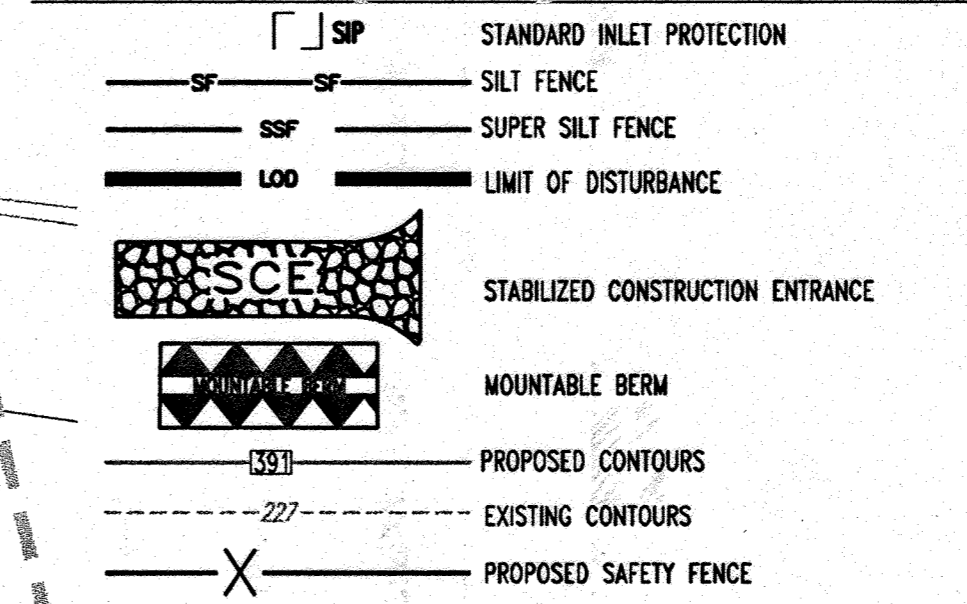 SIP STANDARD INLET PROTECTION
SF SF SILT FENCE
SSF SUPER SILT FENCE
LOD LIMIT OF DISTURBANCE
SCE STABILIZED CONSTRUCTION ENTRANCE
MOUNTABLE BERM MOUNTABLE BERM
391 PROPOSED CONTOURS
227 EXISTING CONTOURS
X PROPOSED SAFETY FENCE